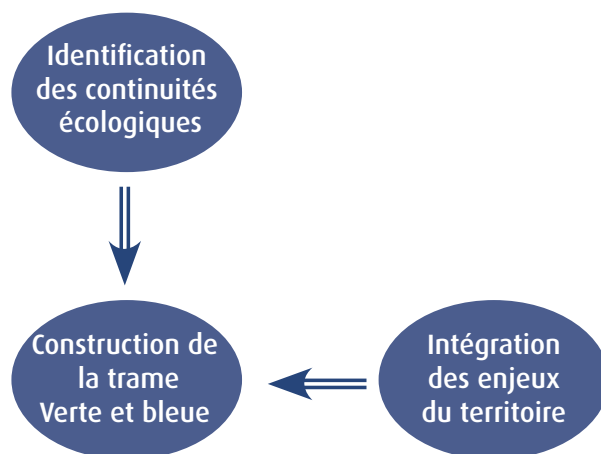 Identification
des continuités
écologiques
Construction de
la trame
Verte et bleue
Intégration
des enjeux
du territoire